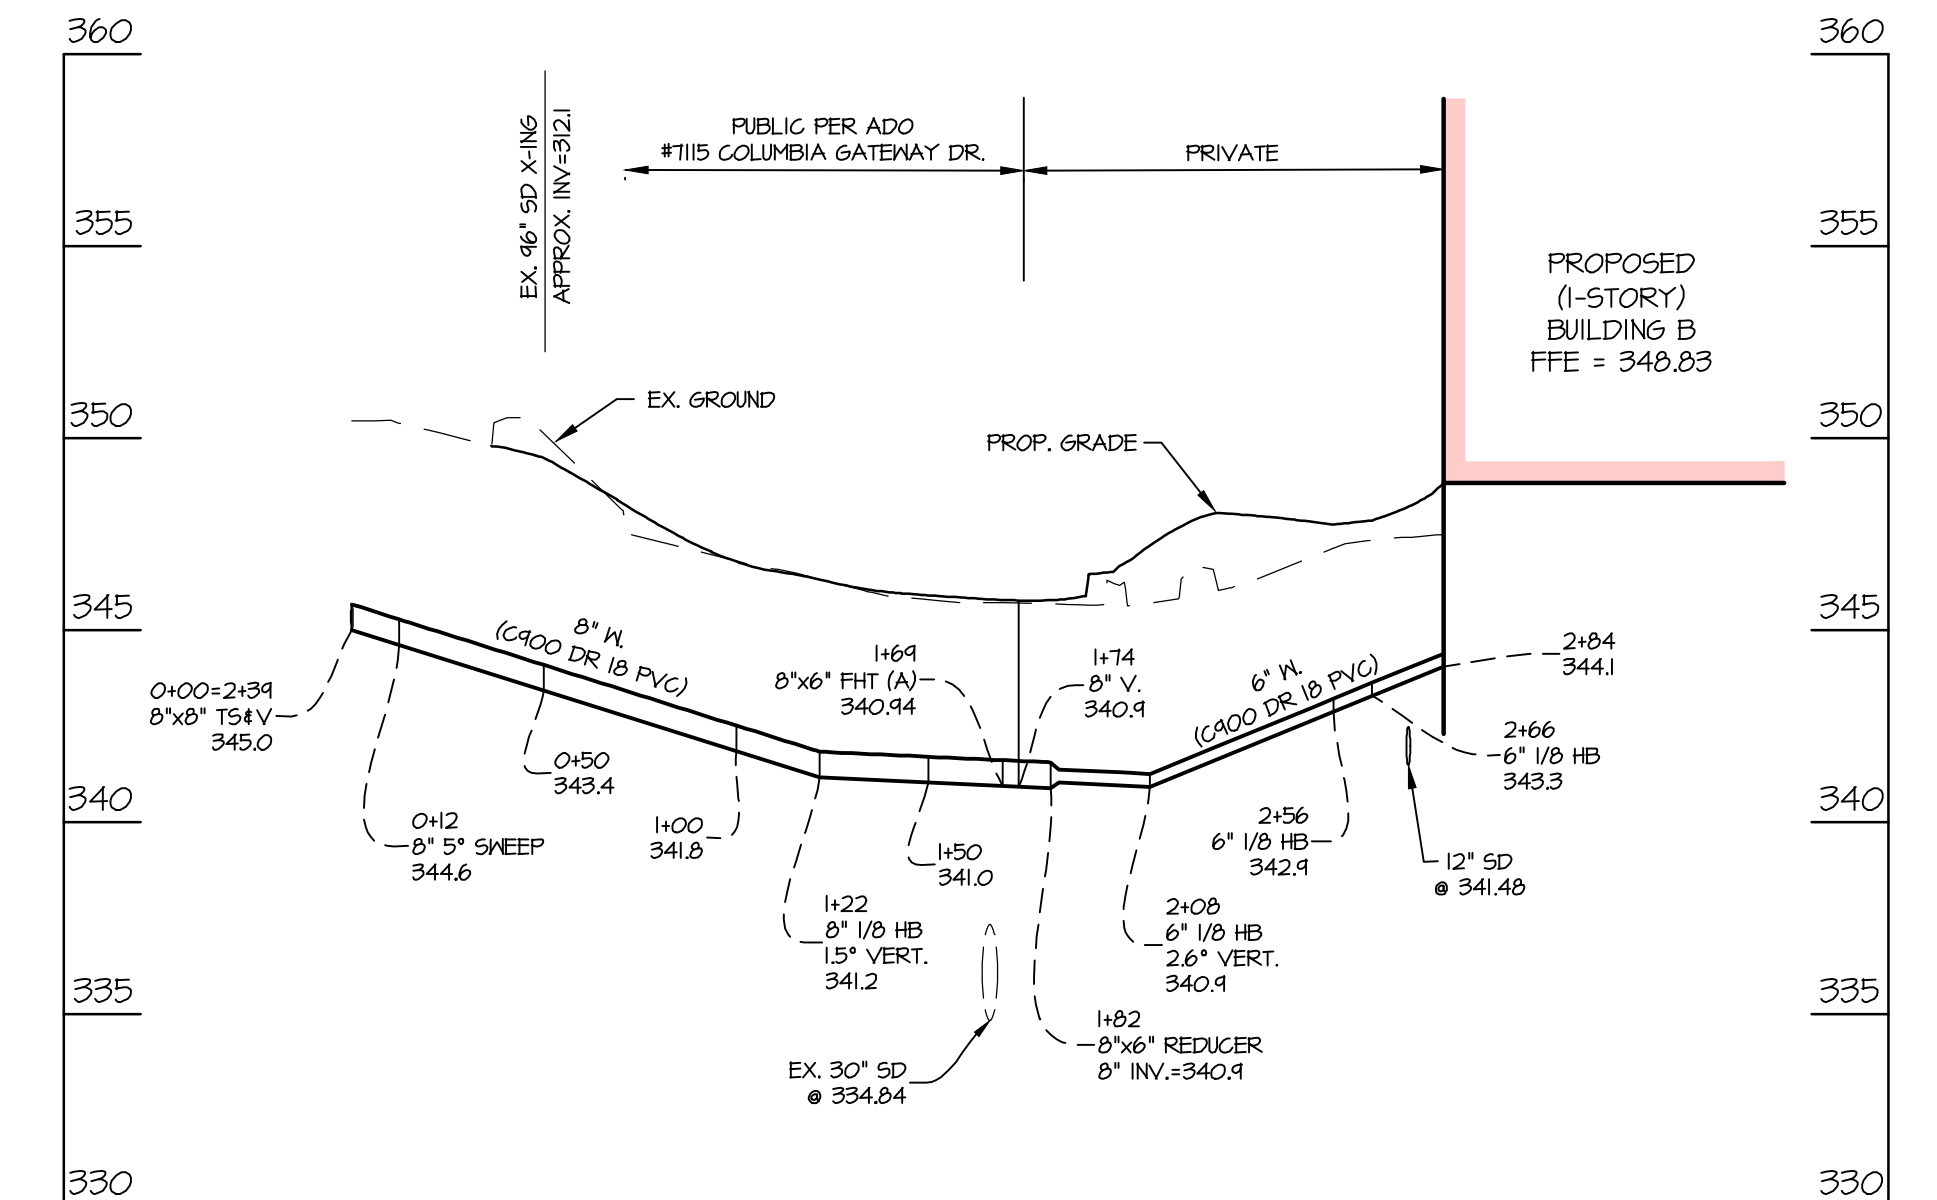 360
360
EX. 96" SD X-ING
APPROX. INV=312.1
PUBLIC PER ADO
#7115 COLUMBIA GATEWAY DR.
PRIVATE
355
355
PROPOSED
(1-STORY)
BUILDING B
FFE = 348.83
350
350
EX. GROUND
PROP. GRADE
345
345
8" W.
(C900 DR 18 PVC)
1+69
8"x6" FHT (A)
340.94
1+74
8" V.
340.9
6" W.
(C900 DR 18 PVC)
2+84
344.1
0+00=2+39
8"x8" TS&V
345.0
0+50
343.4
2+66
6" 1/8 HB
343.3
340
340
0+12
8" 5° SWEEP
344.6
1+00
341.8
1+50
341.0
2+56
6" 1/8 HB
342.9
12" SD
@ 341.48
1+22
8" 1/8 HB
1.5° VERT.
341.2
2+08
6" 1/8 HB
2.6° VERT.
340.9
335
335
1+82
8"x6" REDUCER
8" INV.=340.9
EX. 30" SD
@ 334.84
330
330